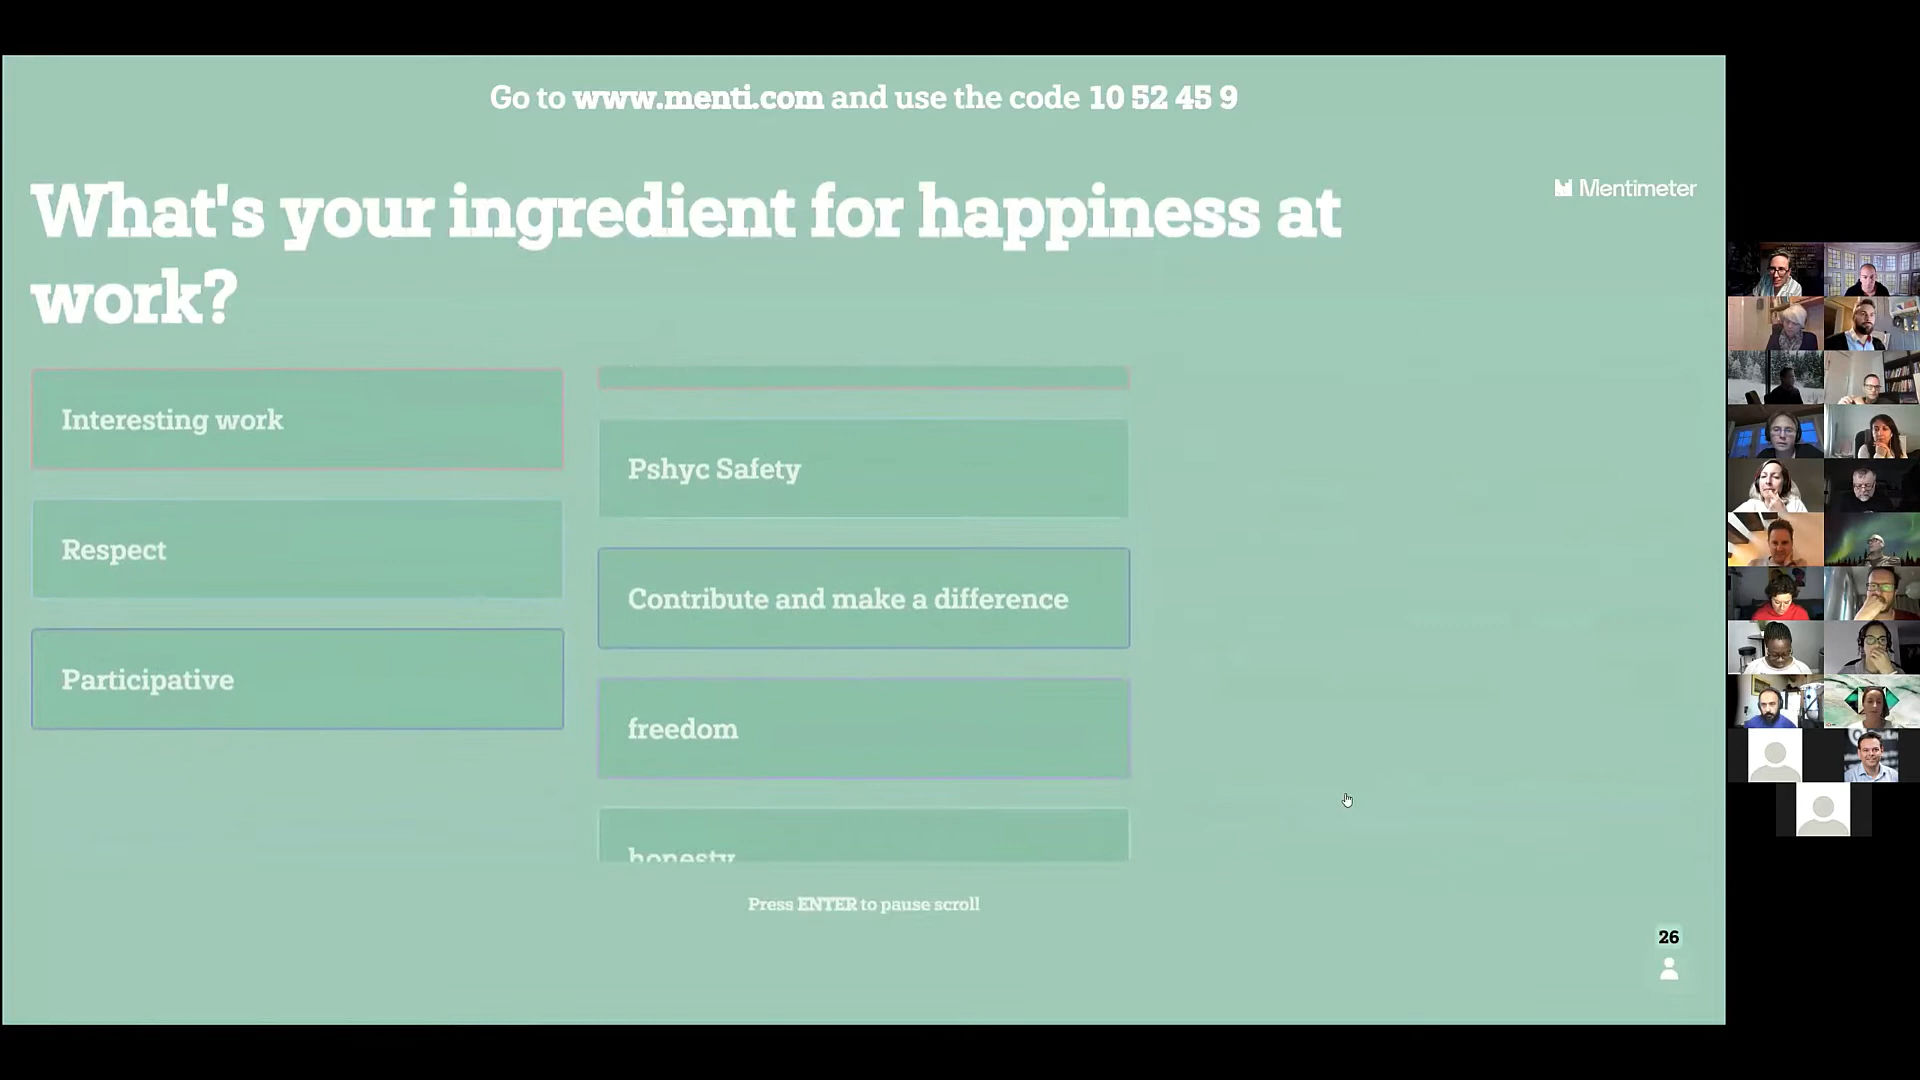 Go to www.menti.com and use the code 10 52 45 9
Mentimeter
What's your ingredient for happiness at
work?
Interesting work
Respect
Participative
Pshyc Safety
Contribute and make a difference
freedom
honesty
Press ENTER to pause scroll
26